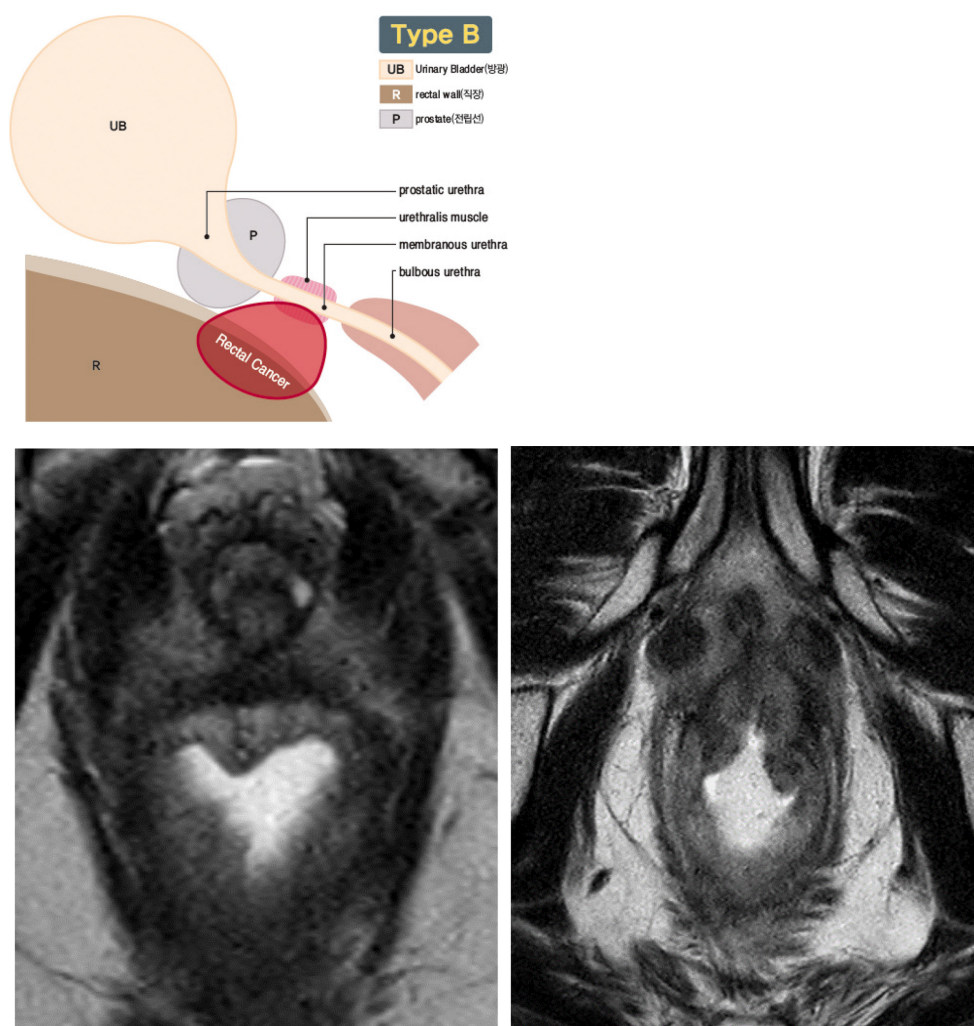 Type B
UB Urinary Bladder(방광)
R rectal wall(직장)
P prostate(전립선)
UB
prostatic urethra
P
urethralis muscle
membranous urethra
bulbous urethra
Rectal Cancer
R